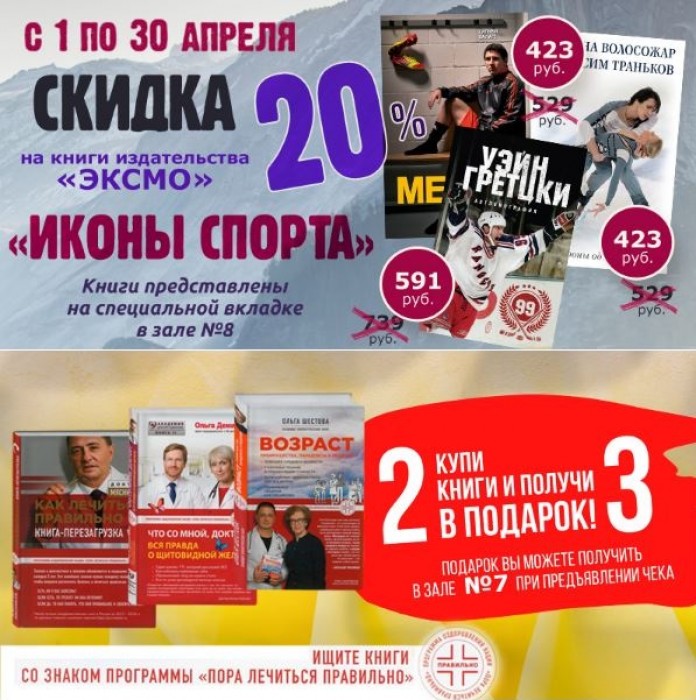 С 1 ПО 30 АПРЕЛЯ
СКИДКА 20%
на книги издательства
«ЭКСМО»
«ИКОНЫ СПОРТА»
Книги представлены
на специальной вкладке
в зале №8
423
руб.
529
руб.
ВОЛОСОЖАР
ТРАНЬКОВ
МЕ
УЭЙН
ГРЕТЦКИ
99
423
руб.
529
руб.
591
руб.
739
руб.
КАК ЛЕЧИТЬ
ПРАВИЛЬНО
КНИГА-ПЕРЕЗАГРУЗКА
ЧТО СО МНОЙ, ДОКТ
ВСЯ ПРАВДА
О ЩИТОВИДНОЙ ЖЕЛ
ОЛЬГА ШЕСТОВА
ВОЗРАСТ
2 КУПИ
КНИГИ И ПОЛУЧИ 3
В ПОДАРОК!
ПОДАРОК ВЫ МОЖЕТЕ ПОЛУЧИТЬ
В ЗАЛЕ №7 ПРИ ПРЕДЪЯВЛЕНИИ ЧЕКА
ИЩИТЕ КНИГИ
СО ЗНАКОМ ПРОГРАММЫ «ПОРА ЛЕЧИТЬСЯ ПРАВИЛЬНО»
ПРАВИЛЬНО